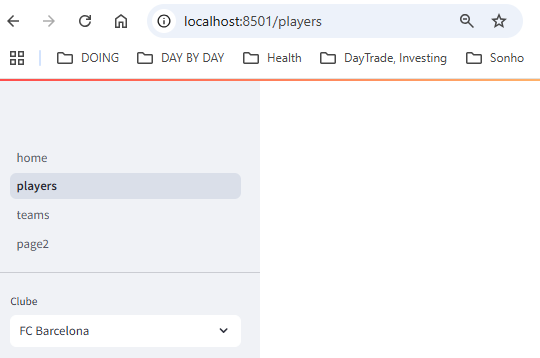 localhost:8501/players
DOING DAY BY DAY Health DayTrade, Investing Sonho
home
players
teams
page2
Clube
FC Barcelona